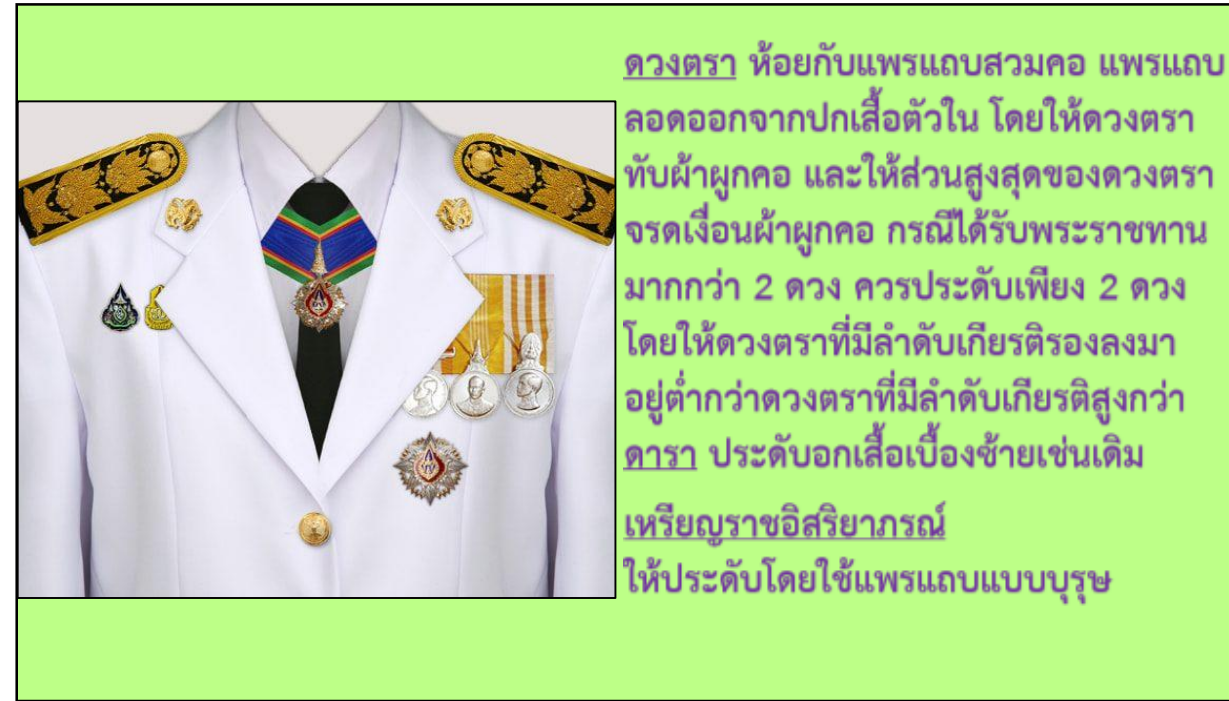 ดวงตรา ห้อยกับแพรแถบสวมคอ แพรแถบ
ลอดออกจากปกเสื้อตัวใน โดยให้ดวงตรา
ทับผ้าผูกคอ และให้ส่วนสูงสุดของดวงตรา
จรดเงื่อนผ้าผูกคอ กรณีได้รับพระราชทาน
มากกว่า 2 ดวง ควรประดับเพียง 2 ดวง
โดยให้ดวงตราที่มีลำดับเกียรติรองลงมา
อยู่ต่ำกว่าดวงตราที่มีลำดับเกียรติสูงกว่า
ดารา ประดับอกเสื้อเบื้องซ้ายเช่นเดิม
เหรียญราชอิสริยาภรณ์
ให้ประดับโดยใช้แพรแถบแบบบุรุษ